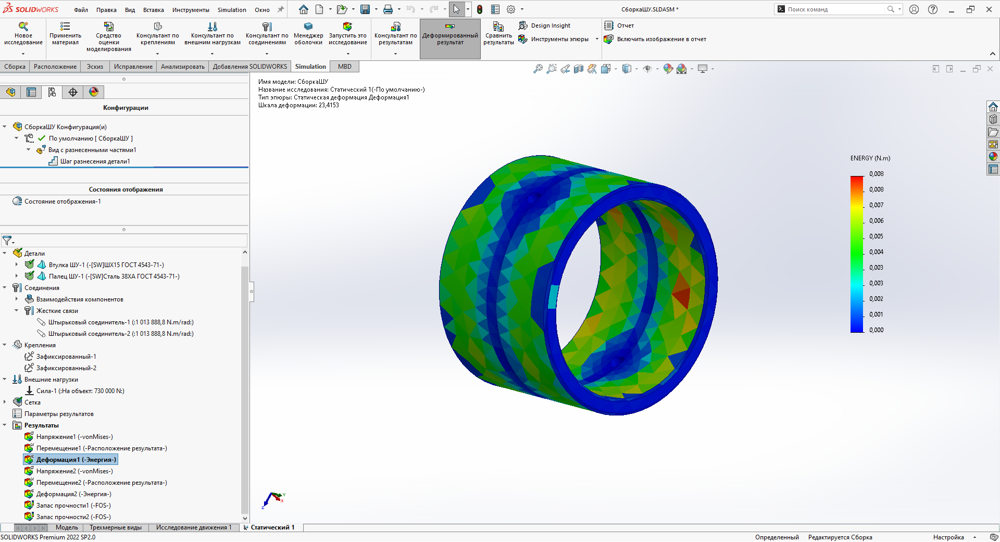 SOLIDWORKS
Файл Правка Вид Вставка Инструменты Simulation Окно
СборкаШУ.SLDASM *
Поиск команд
Новое исследование
Применить материал
Средство оценки моделирования
Консультант по креплениям
Консультант по внешним нагрузкам
Консультант по соединениям
Менеджер оболочки
Запустить это исследование
Консультант по результатам
Деформированный результат
Сравнить результаты
Design Insight
Инструменты эпюры
Отчет
Включить изображение в отчет
Сборка Расположение Эскиз Исправление Анализировать Добавления SOLIDWORKS Simulation MBD
Конфигурации
СборкаШУ Конфигурация(и)
По умолчанию [ СборкаШУ ]
Вид с разнесенными частями1
Шаг разнесения детали1
Состояния отображения
Состояние отображения-1
Детали
Втулка ШУ-1 (-[SW]ШХ15 ГОСТ 4543-71-)
Палец ШУ-1 (-[SW]Сталь 38ХА ГОСТ 4543-71-)
Соединения
Взаимодействия компонентов
Жесткие связи
Штырьковый соединитель-1 (:1 013 888,8 N.m/rad:)
Штырьковый соединитель-2 (:1 013 888,8 N.m/rad:)
Крепления
Зафиксированный-1
Зафиксированный-2
Внешние нагрузки
Сила-1 (:На объект: 730 000 N:)
Сетка
Параметры результатов
Результаты
Напряжение1 (-vonMises-)
Перемещение1 (-Расположение результата-)
Деформация1 (-Энергия-)
Напряжение2 (-vonMises-)
Перемещение2 (-Расположение результата-)
Деформация2 (-Энергия-)
Запас прочности1 (-FOS-)
Запас прочности2 (-FOS-)
Имя модели: СборкаШУ
Название исследования: Статический 1(-По умолчанию-)
Тип эпюры: Статическая деформация Деформация1
Шкала деформации: 23,4153
ENERGY (N.m)
0,008
0,008
0,007
0,006
0,005
0,004
0,003
0,003
0,002
0,001
0,000
Y
X
Z
Модель Трехмерные виды Исследование движения 1 Статический 1
SOLIDWORKS Premium 2022 SP2.0
Определенный Редактируется Сборка Настройка